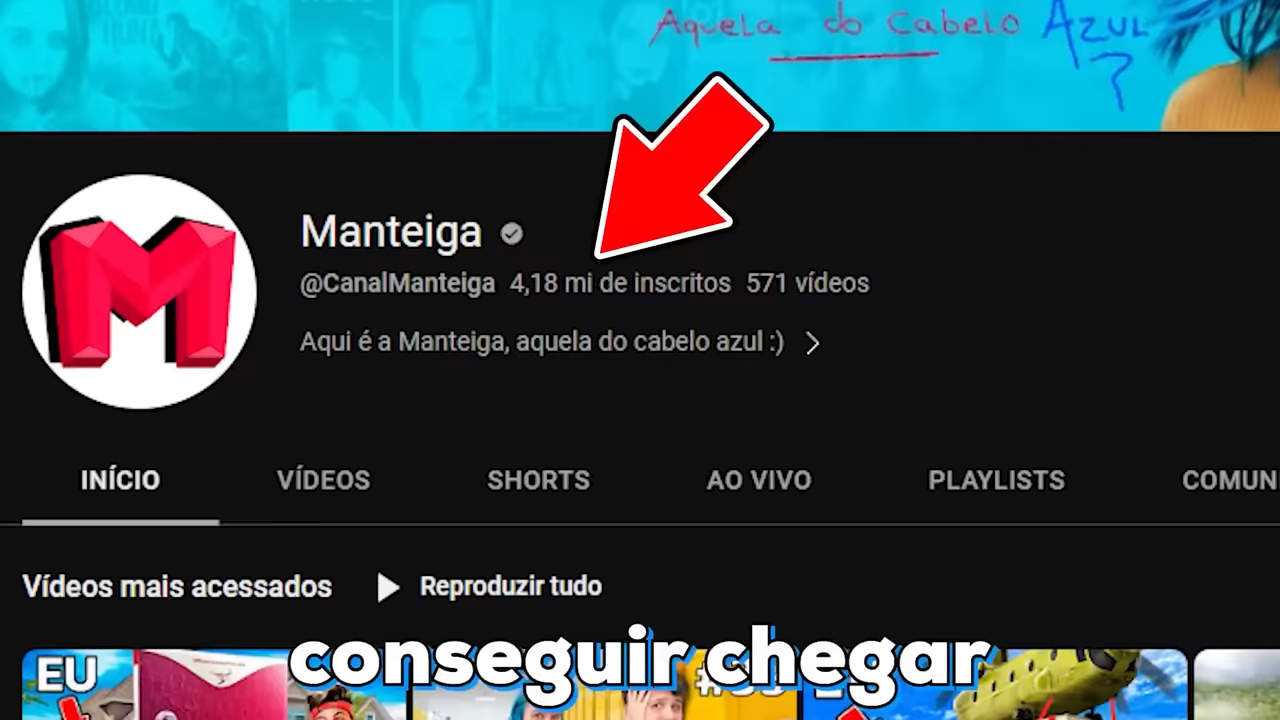 Aquela do Cabelo Azul
?
M
Manteiga
@CanalManteiga 4,18 mi de inscritos 571 vídeos
Aqui é a Manteiga, aquela do cabelo azul :)
INÍCIO VÍDEOS SHORTS AO VIVO PLAYLISTS COMUN
Vídeos mais acessados Reproduzir tudo
conseguir chegar
EU